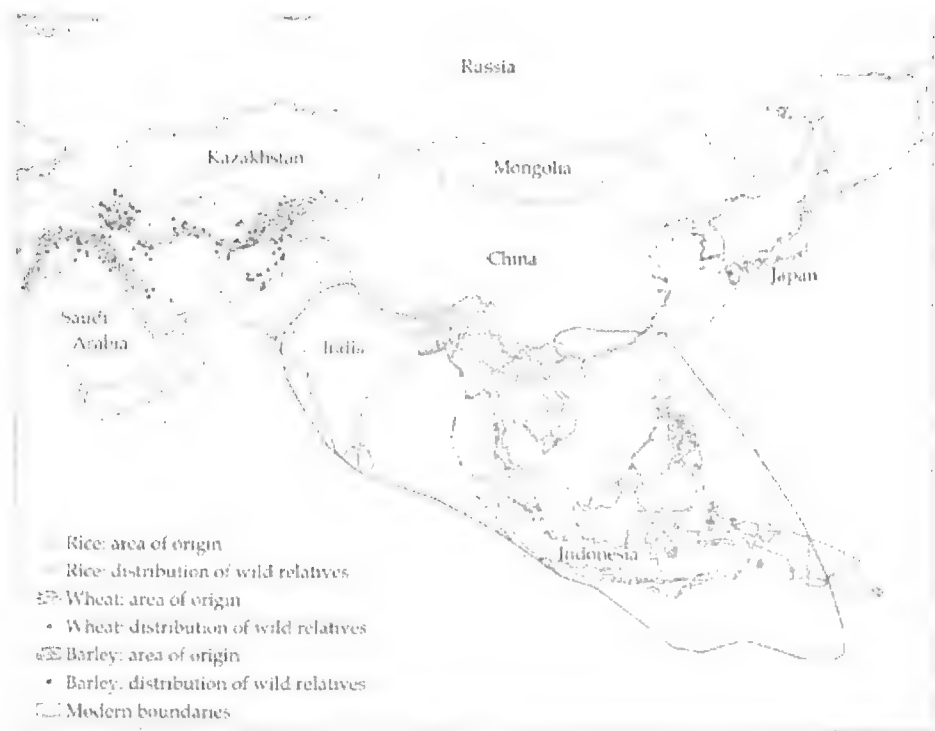 Russia
Kazakhstan
Mongolia
China
Japan
Saudi
Arabia
India
Indonesia
Rice: area of origin
Rice: distribution of wild relatives
Wheat: area of origin
Wheat: distribution of wild relatives
Barley: area of origin
Barley: distribution of wild relatives
Modern boundaries